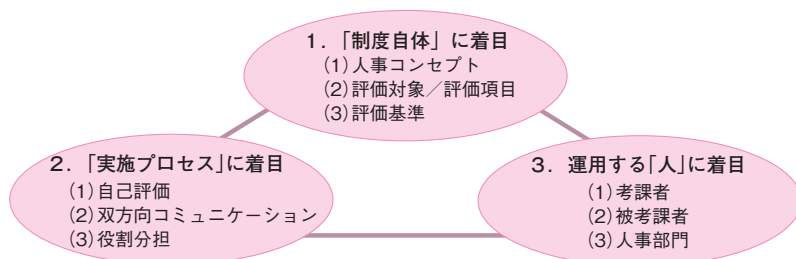 1．「制度自体」に着目
(1)人事コンセプト
(2)評価対象／評価項目
(3)評価基準
2．「実施プロセス」に着目
(1)自己評価
(2)双方向コミュニケーション
(3)役割分担
3．運用する「人」に着目
(1)考課者
(2)被考課者
(3)人事部門